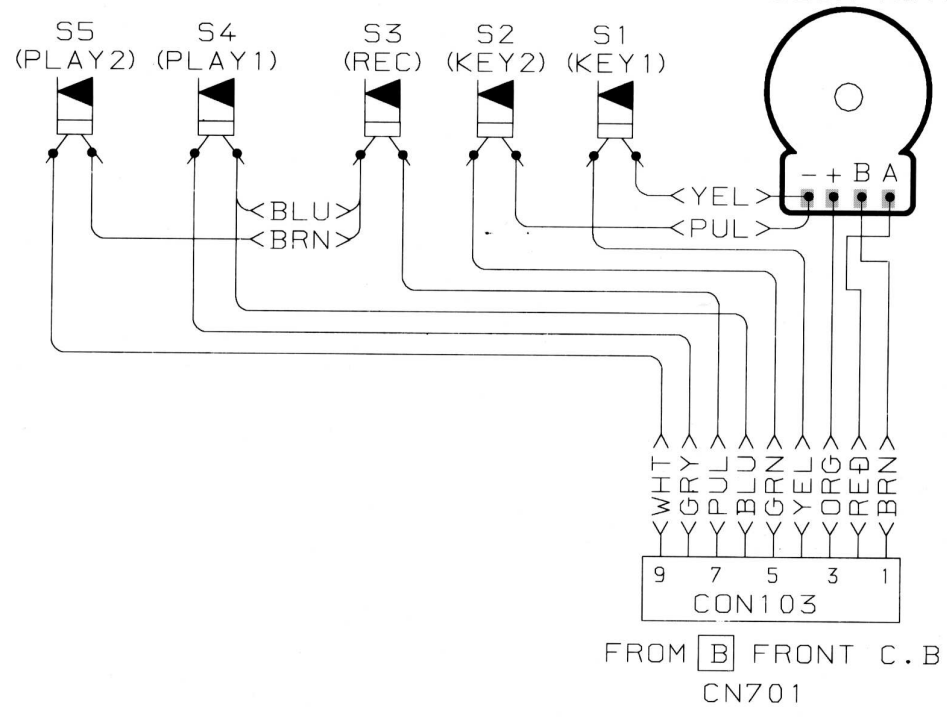 S5 S4 S3 S2 S1
(PLAY2) (PLAY1) (REC) (KEY2) (KEY1)
- + B A
<YEL>
<BLU> <PUL>
<BRN>
<WHT> <GRY> <PUL> <BLU> <GRN> <YEL> <ORG> <RED> <BRN>
9 7 5 3 1
CON103
FROM B FRONT C.B
CN701